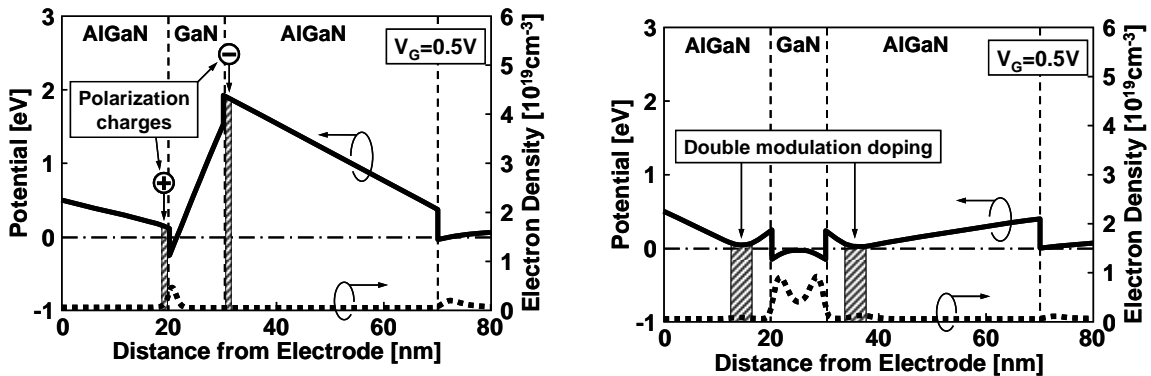 AlGaN GaN AlGaN
V_G=0.5V
Polarization
charges
−
+
Potential [eV]
3
2
1
0
-1
Electron Density [10^19cm^-3]
6
5
4
3
2
1
0
0 20 40 60 80
Distance from Electrode [nm]
AlGaN GaN AlGaN
V_G=0.5V
Double modulation doping
Potential [eV]
3
2
1
0
-1
Electron Density [10^19cm^-3]
6
5
4
3
2
1
0
0 20 40 60 80
Distance from Electrode [nm]